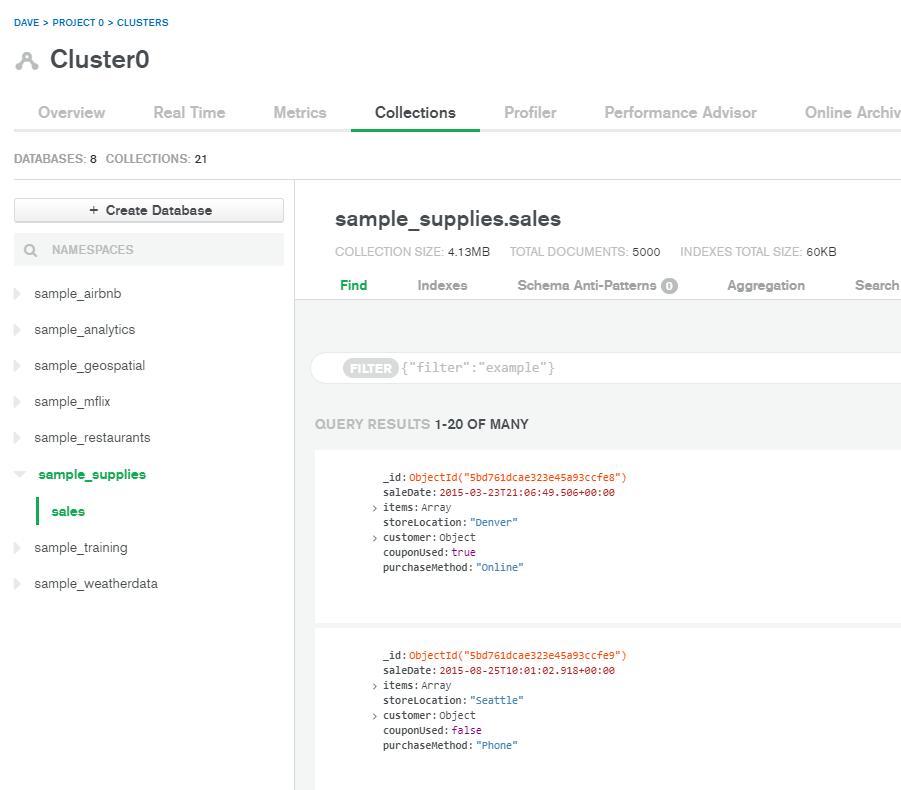 DAVE > PROJECT 0 > CLUSTERS
Cluster0
Overview Real Time Metrics Collections Profiler Performance Advisor Online Archiv
DATABASES: 8 COLLECTIONS: 21
+ Create Database
NAMESPACES
sample_airbnb
sample_analytics
sample_geospatial
sample_mflix
sample_restaurants
sample_supplies
sales
sample_training
sample_weatherdata
sample_supplies.sales
COLLECTION SIZE: 4.13MB TOTAL DOCUMENTS: 5000 INDEXES TOTAL SIZE: 60KB
Find Indexes Schema Anti-Patterns 0 Aggregation Search
FILTER {"filter":"example"}
QUERY RESULTS 1-20 OF MANY
_id: ObjectId("5bd761dcae323e45a93ccfe8")
saleDate: 2015-03-23T21:06:49.506+00:00
> items: Array
storeLocation: "Denver"
> customer: Object
couponUsed: true
purchaseMethod: "Online"
_id: ObjectId("5bd761dcae323e45a93ccfe9")
saleDate: 2015-08-25T10:01:02.918+00:00
> items: Array
storeLocation: "Seattle"
> customer: Object
couponUsed: false
purchaseMethod: "Phone"